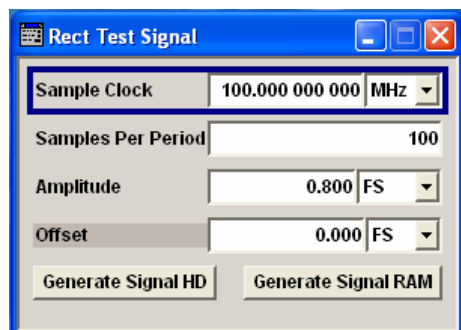 Rect Test Signal
Sample Clock 100.000 000 000 MHz
Samples Per Period 100
Amplitude 0.800 FS
Offset 0.000 FS
Generate Signal HD Generate Signal RAM